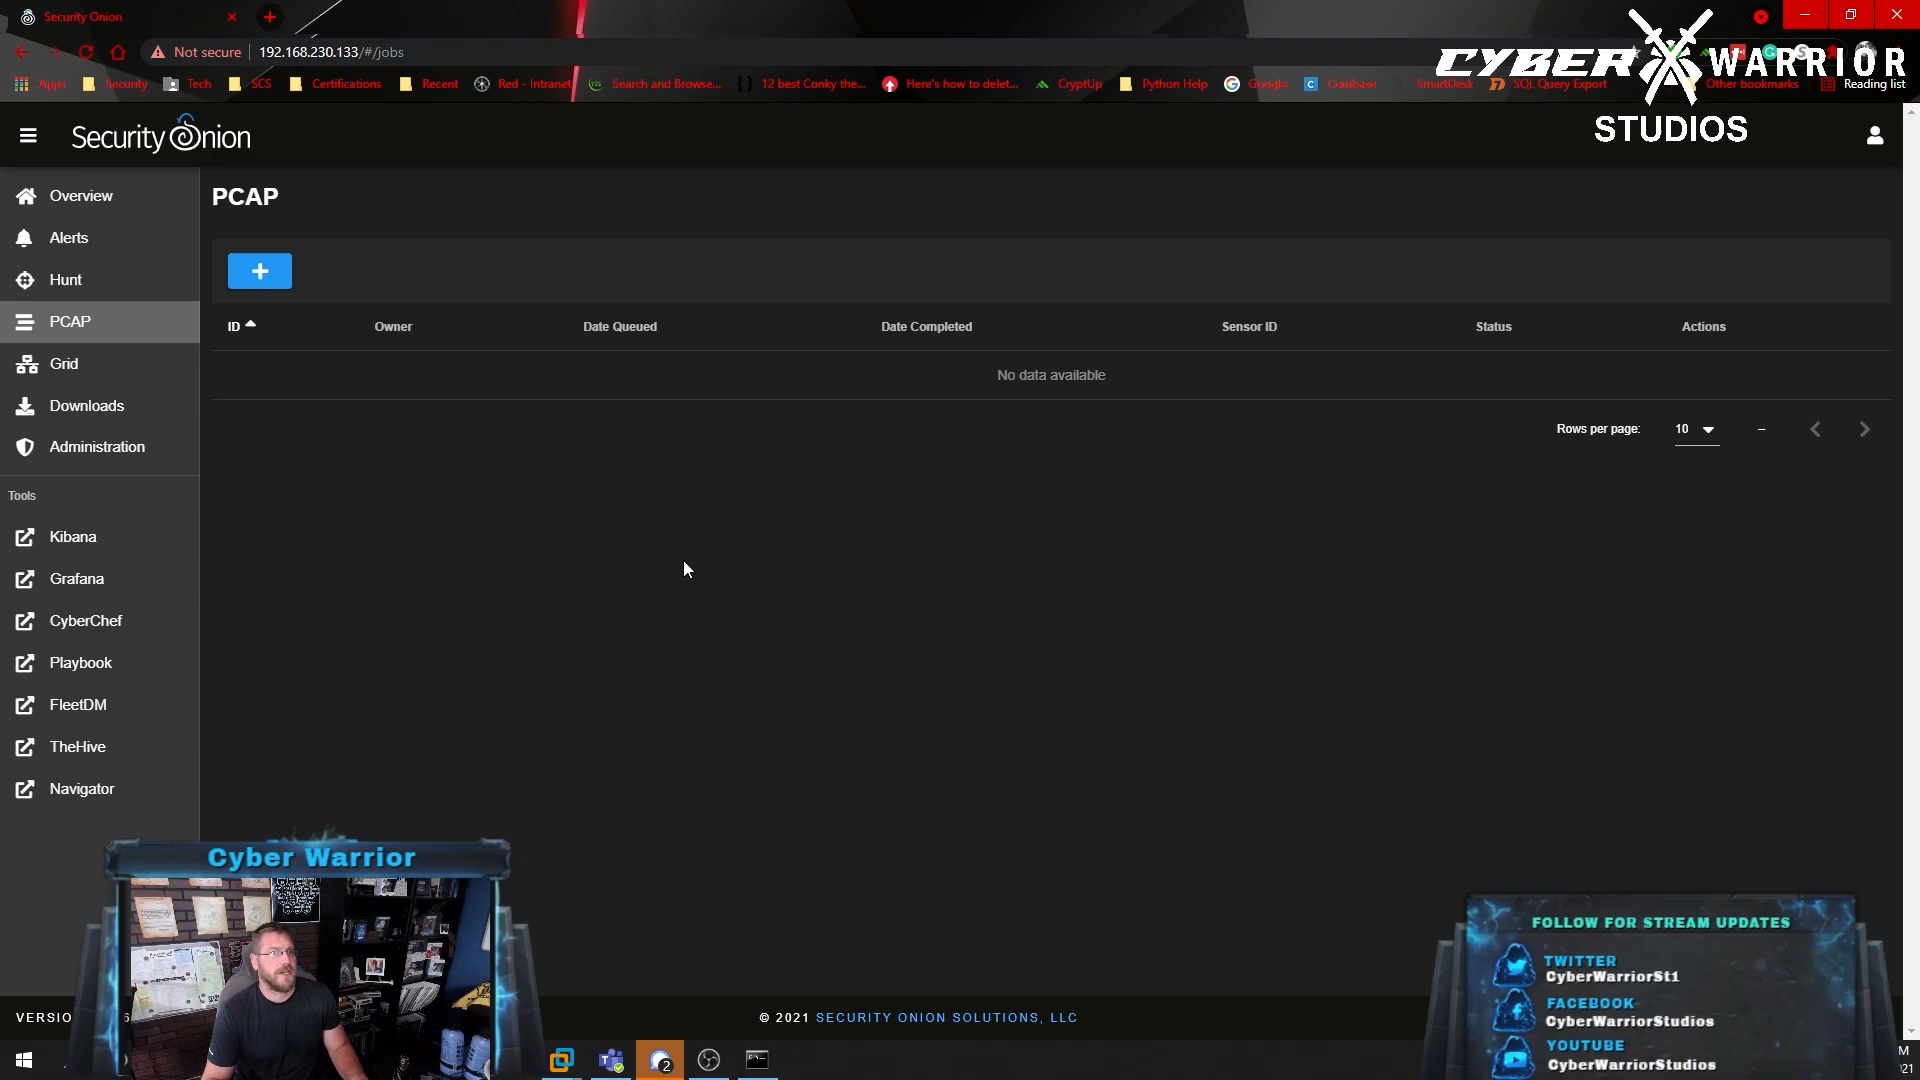 Security Onion
Not secure
192.168.230.133/#/jobs
Apps
Security
Tech
SCS
Certifications
Recent
Red - Intranet
Search and Browse...
12 best Conky the...
Here's how to delet...
CryptUp
Python Help
Google
Coinbase
SmartDesk
SQL Query Export
Other bookmarks
Reading list
CYBER WARRIOR
STUDIOS
Security Onion
Overview
Alerts
Hunt
PCAP
Grid
Downloads
Administration
Tools
Kibana
Grafana
CyberChef
Playbook
FleetDM
TheHive
Navigator
PCAP
+
ID Owner Date Queued Date Completed Sensor ID Status Actions
No data available
Rows per page: 10 –
Cyber Warrior
FOLLOW FOR STREAM UPDATES
TWITTER
CyberWarriorSt1
FACEBOOK
CyberWarriorStudios
YOUTUBE
CyberWarriorStudios
VERSIO
© 2021 SECURITY ONION SOLUTIONS, LLC
2
M
21